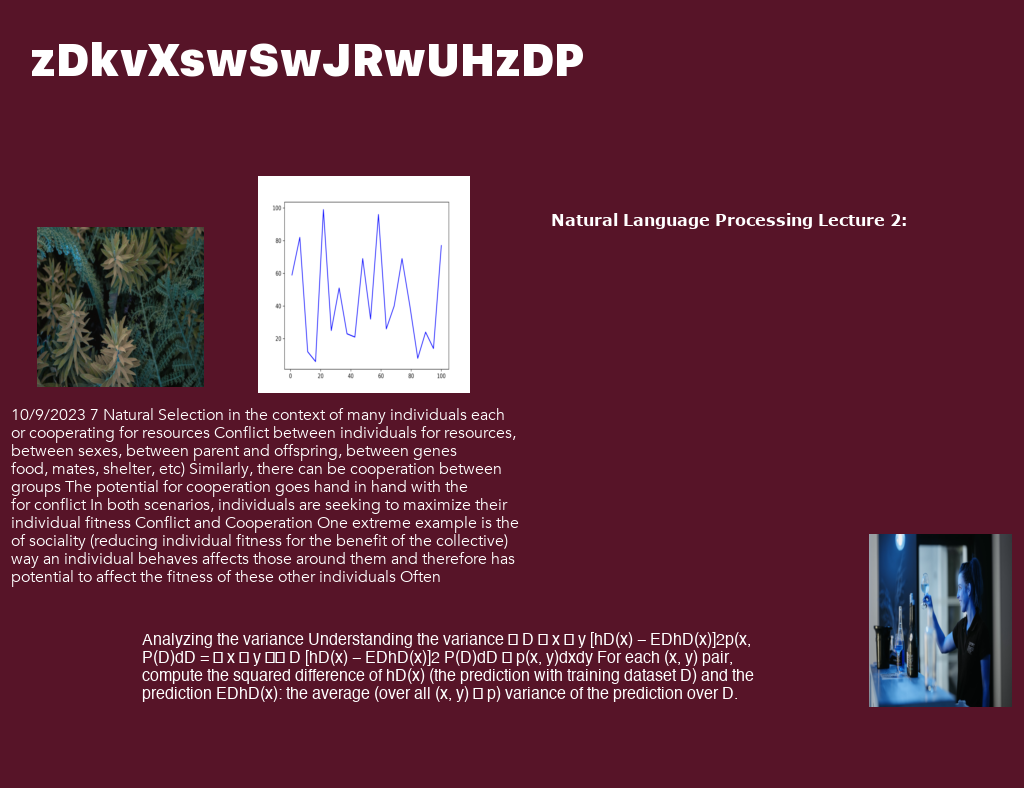 zDkvXswSwJRwUHzDP
Natural Language Processing Lecture 2:
100
80
60
40
20
0 20 40 60 80 100
10/9/2023 7 Natural Selection in the context of many individuals each
or cooperating for resources Conflict between individuals for resources,
between sexes, between parent and offspring, between genes
food, mates, shelter, etc) Similarly, there can be cooperation between
groups The potential for cooperation goes hand in hand with the
for conflict In both scenarios, individuals are seeking to maximize their
individual fitness Conflict and Cooperation One extreme example is the
of sociality (reducing individual fitness for the benefit of the collective)
way an individual behaves affects those around them and therefore has
potential to affect the fitness of these other individuals Often
Analyzing the variance Understanding the variance □ D □ x □ y [hD(x) – EDhD(x)]2p(x,
P(D)dD = □ x □ y □□ D [hD(x) – EDhD(x)]2 P(D)dD □ p(x, y)dxdy For each (x, y) pair,
compute the squared difference of hD(x) (the prediction with training dataset D) and the
prediction EDhD(x): the average (over all (x, y) □ p) variance of the prediction over D.